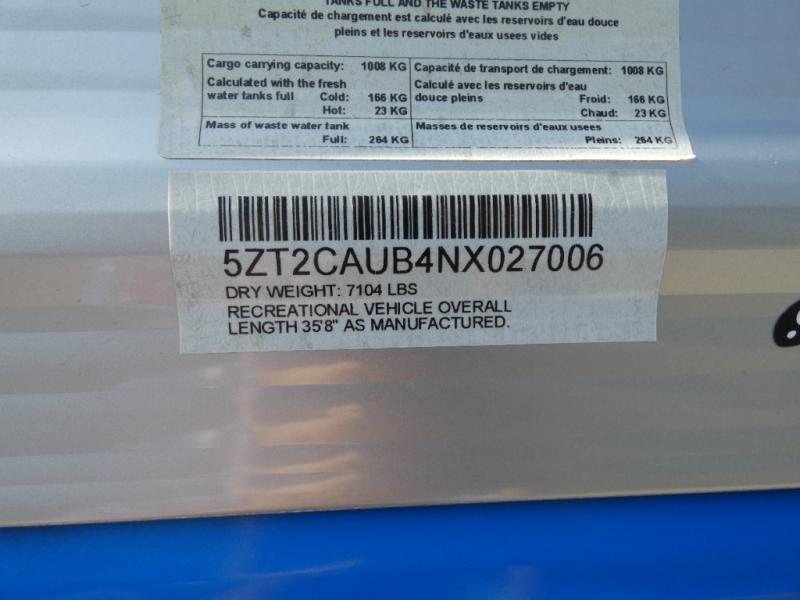 TANKS FULL AND THE WASTE TANKS EMPTY
Capacité de chargement est calculé avec les reservoirs d'eau douce
pleins et les reservoirs d'eaux usees vides
Cargo carrying capacity: 1008 KG
Calculated with the fresh
water tanks full Cold: 166 KG
Hot: 23 KG
Mass of waste water tank
Full: 264 KG
Capacité de transport de chargement: 1008 KG
Calculé avec les reservoirs d'eau
douce pleins Froid: 166 KG
Chaud: 23 KG
Masses de reservoirs d'eaux usees
Pleins: 264 KG
5ZT2CAUB4NX027006
DRY WEIGHT: 7104 LBS
RECREATIONAL VEHICLE OVERALL
LENGTH 35'8" AS MANUFACTURED.